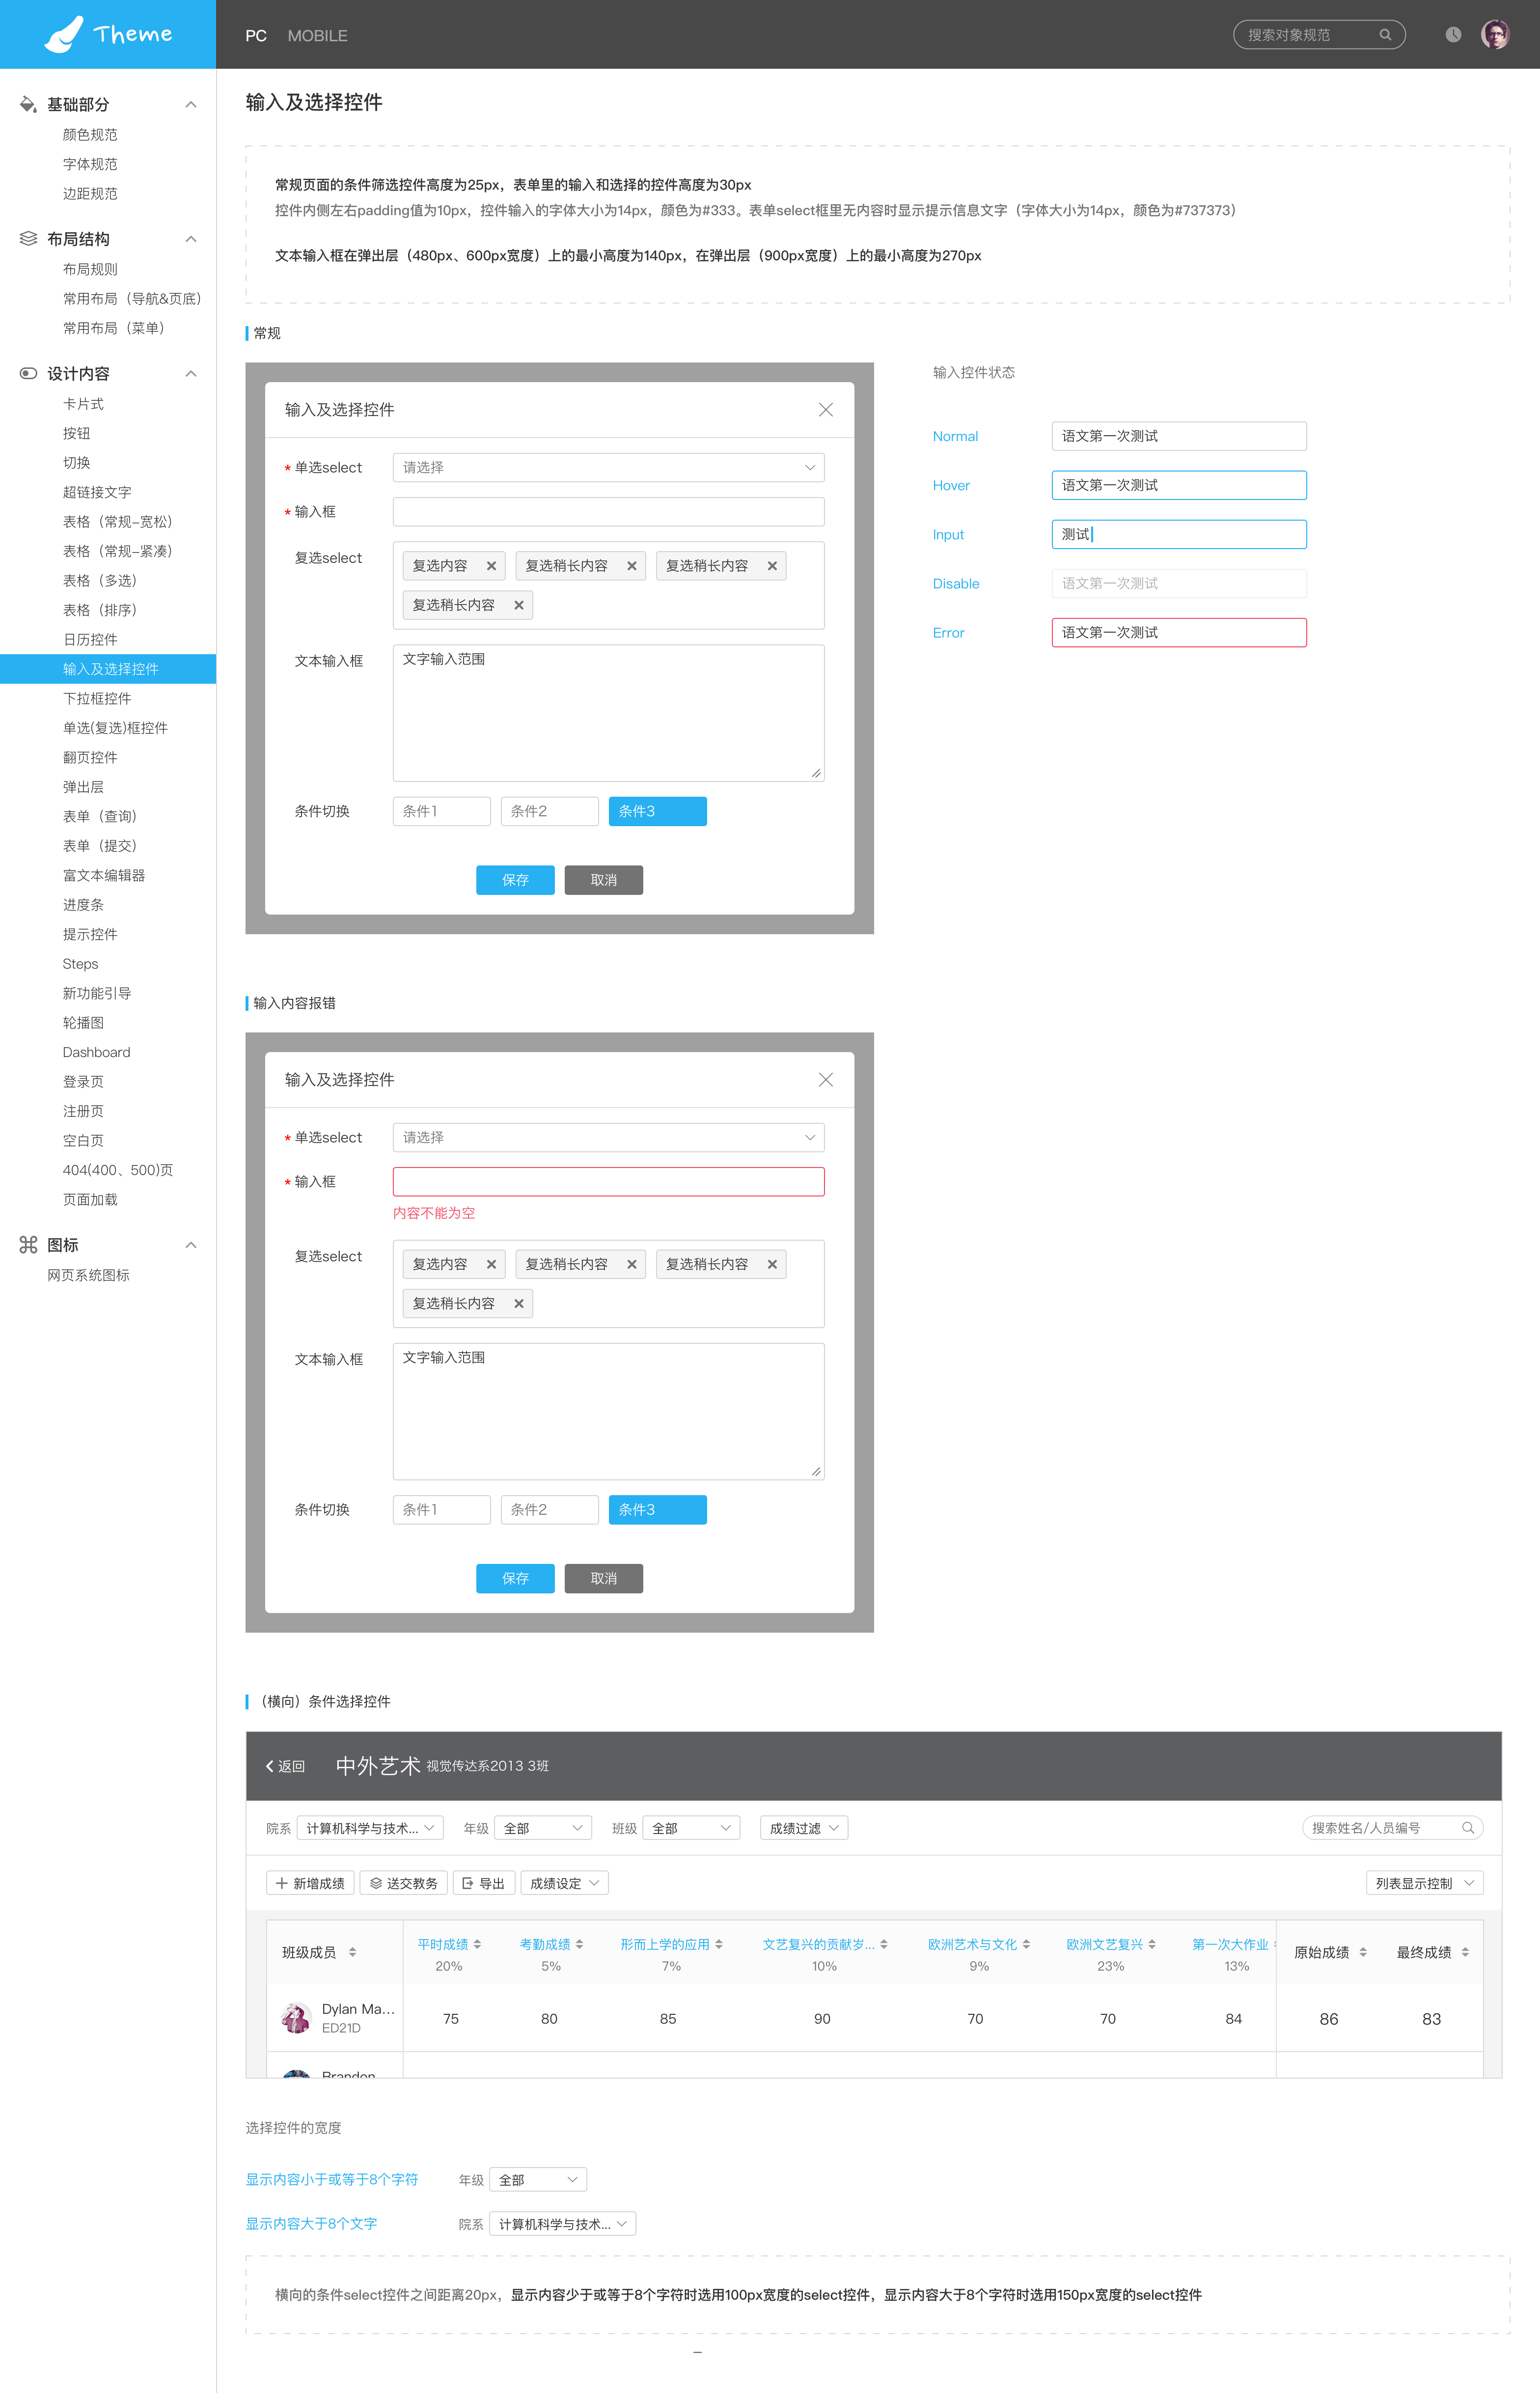 Theme
PC MOBILE
搜索对象规范
基础部分
颜色规范
字体规范
边距规范
布局结构
布局规则
常用布局（导航&页底）
常用布局（菜单）
设计内容
卡片式
按钮
切换
超链接文字
表格（常规-宽松）
表格（常规-紧凑）
表格（多选）
表格（排序）
日历控件
输入及选择控件
下拉框控件
单选(复选)框控件
翻页控件
弹出层
表单（查询）
表单（提交）
富文本编辑器
进度条
提示控件
Steps
新功能引导
轮播图
Dashboard
登录页
注册页
空白页
404(400、500)页
页面加载
图标
网页系统图标
输入及选择控件
常规页面的条件筛选控件高度为25px，表单里的输入和选择的控件高度为30px
控件内侧左右padding值为10px，控件输入的字体大小为14px，颜色为#333。表单select框里无内容时显示提示信息文字（字体大小为14px，颜色为#737373）
文本输入框在弹出层（480px、600px宽度）上的最小高度为140px，在弹出层（900px宽度）上的最小高度为270px
常规
输入及选择控件
* 单选select 请选择
* 输入框
复选select 复选内容 复选稍长内容 复选稍长内容
复选稍长内容
文本输入框 文字输入范围
条件切换 条件1 条件2 条件3
保存 取消
输入控件状态
Normal 语文第一次测试
Hover 语文第一次测试
Input 测试
Disable 语文第一次测试
Error 语文第一次测试
输入内容报错
输入及选择控件
* 单选select 请选择
* 输入框
内容不能为空
复选select 复选内容 复选稍长内容 复选稍长内容
复选稍长内容
文本输入框 文字输入范围
条件切换 条件1 条件2 条件3
保存 取消
（横向）条件选择控件
返回 中外艺术 视觉传达系2013 3班
院系 计算机科学与技术... 年级 全部 班级 全部 成绩过滤 搜索姓名/人员编号
新增成绩 送交教务 导出 成绩设定 列表显示控制
班级成员 平时成绩 考勤成绩 形而上学的应用 文艺复兴的贡献岁... 欧洲艺术与文化 欧洲文艺复兴 第一次大作业 原始成绩 最终成绩
20% 5% 7% 10% 9% 23% 13%
Dylan Ma... 75 80 85 90 70 70 84 86 83
ED21D
Brandon
选择控件的宽度
显示内容小于或等于8个字符 年级 全部
显示内容大于8个文字 院系 计算机科学与技术...
横向的条件select控件之间距离20px，显示内容少于或等于8个字符时选用100px宽度的select控件，显示内容大于8个字符时选用150px宽度的select控件